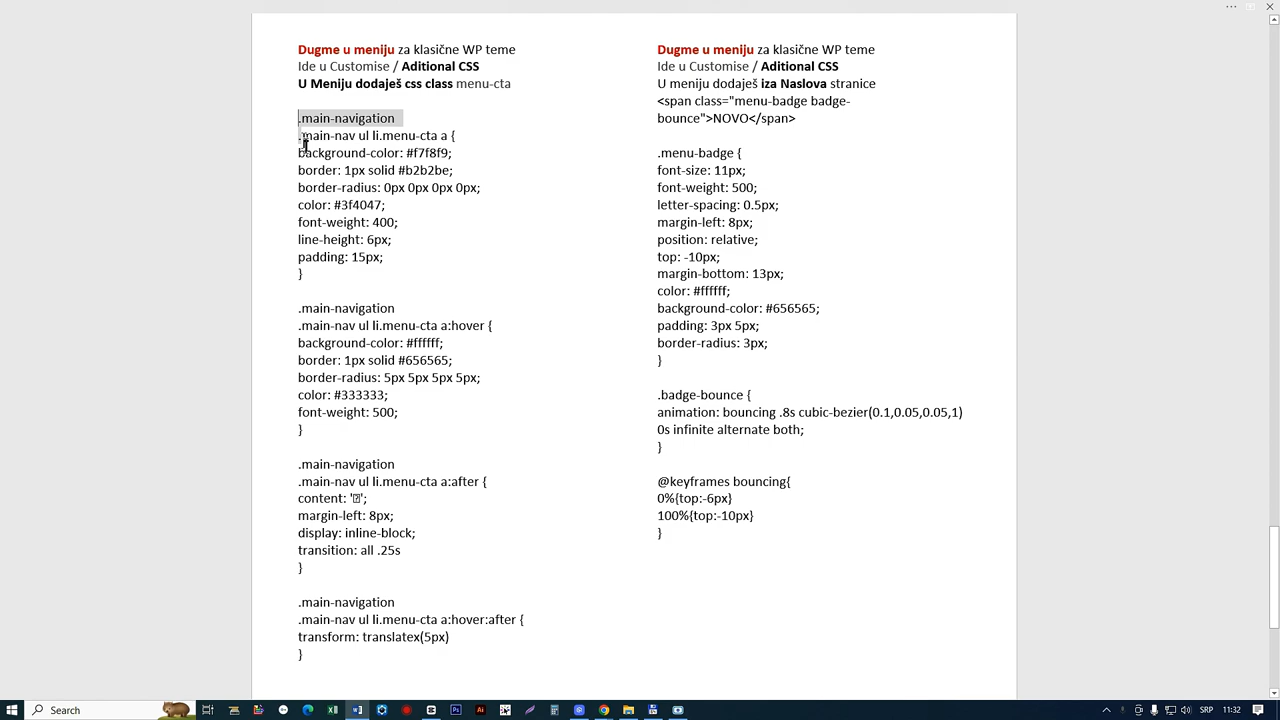 Dugme u meniju za klasične WP teme
Ide u Customise / Aditional CSS
U Meniju dodaješ css class menu-cta
.main-navigation
.main-nav ul li.menu-cta a {
background-color: #f7f8f9;
border: 1px solid #b2b2be;
border-radius: 0px 0px 0px 0px;
color: #3f4047;
font-weight: 400;
line-height: 6px;
padding: 15px;
}
.main-navigation
.main-nav ul li.menu-cta a:hover {
background-color: #ffffff;
border: 1px solid #656565;
border-radius: 5px 5px 5px 5px;
color: #333333;
font-weight: 500;
}
.main-navigation
.main-nav ul li.menu-cta a:after {
content: '';
margin-left: 8px;
display: inline-block;
transition: all .25s
}
.main-navigation
.main-nav ul li.menu-cta a:hover:after {
transform: translatex(5px)
}
Dugme u meniju za klasične WP teme
Ide u Customise / Aditional CSS
U meniju dodaješ iza Naslova stranice
<span class="menu-badge badge-
bounce">NOVO</span>
.menu-badge {
font-size: 11px;
font-weight: 500;
letter-spacing: 0.5px;
margin-left: 8px;
position: relative;
top: -10px;
margin-bottom: 13px;
color: #ffffff;
background-color: #656565;
padding: 3px 5px;
border-radius: 3px;
}
.badge-bounce {
animation: bouncing .8s cubic-bezier(0.1,0.05,0.05,1)
0s infinite alternate both;
}
@keyframes bouncing{
0%{top:-6px}
100%{top:-10px}
}
Search
SRP
11:32